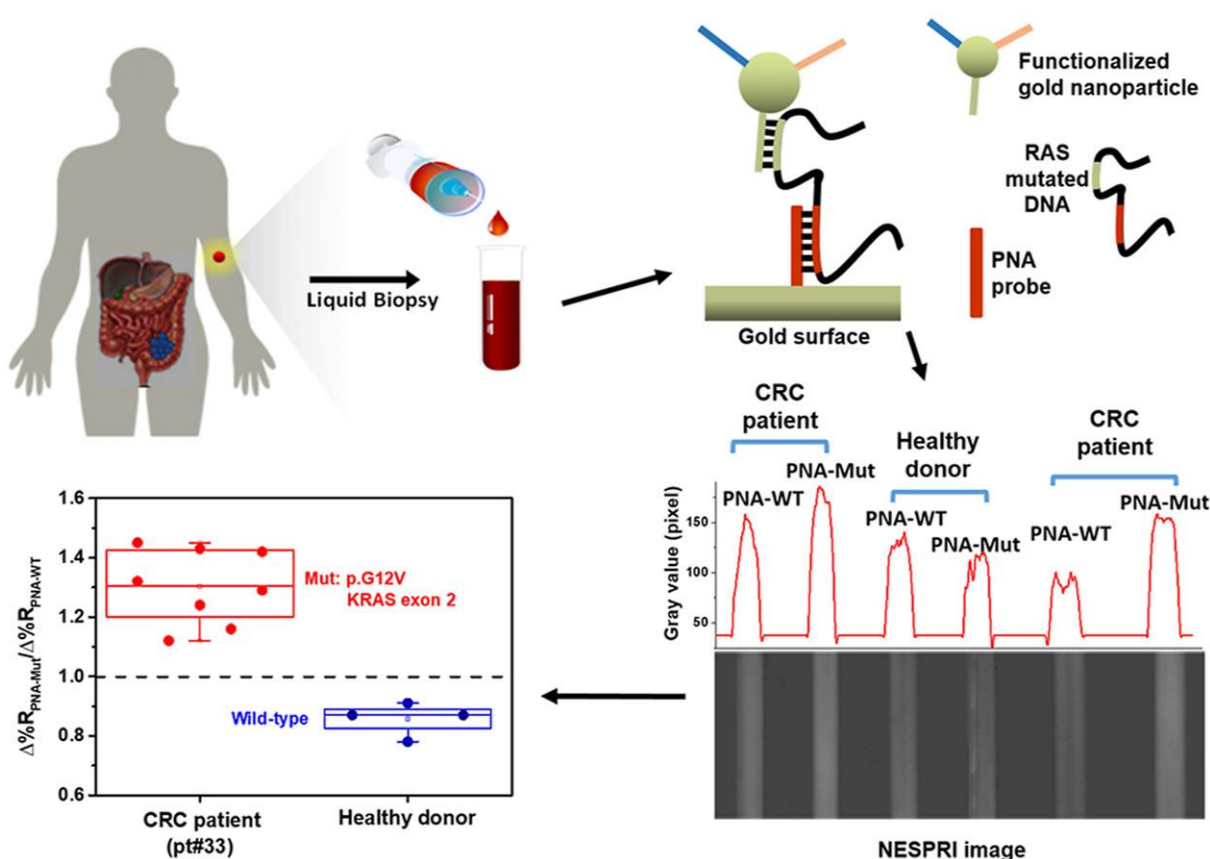 Liquid Biopsy
Functionalized
gold nanoparticle
RAS
mutated
DNA
PNA
probe
Gold surface
CRC
patient
Healthy
donor
CRC
patient
PNA-WT
PNA-Mut
PNA-WT
PNA-Mut
PNA-WT
PNA-Mut
Gray value (pixel)
150
100
50
NESPRI image
Δ%R_PNA-Mut/Δ%R_PNA-WT
1.6
1.4
1.2
1.0
0.8
0.6
Mut: p.G12V
KRAS exon 2
Wild-type
CRC patient
(pt#33)
Healthy donor